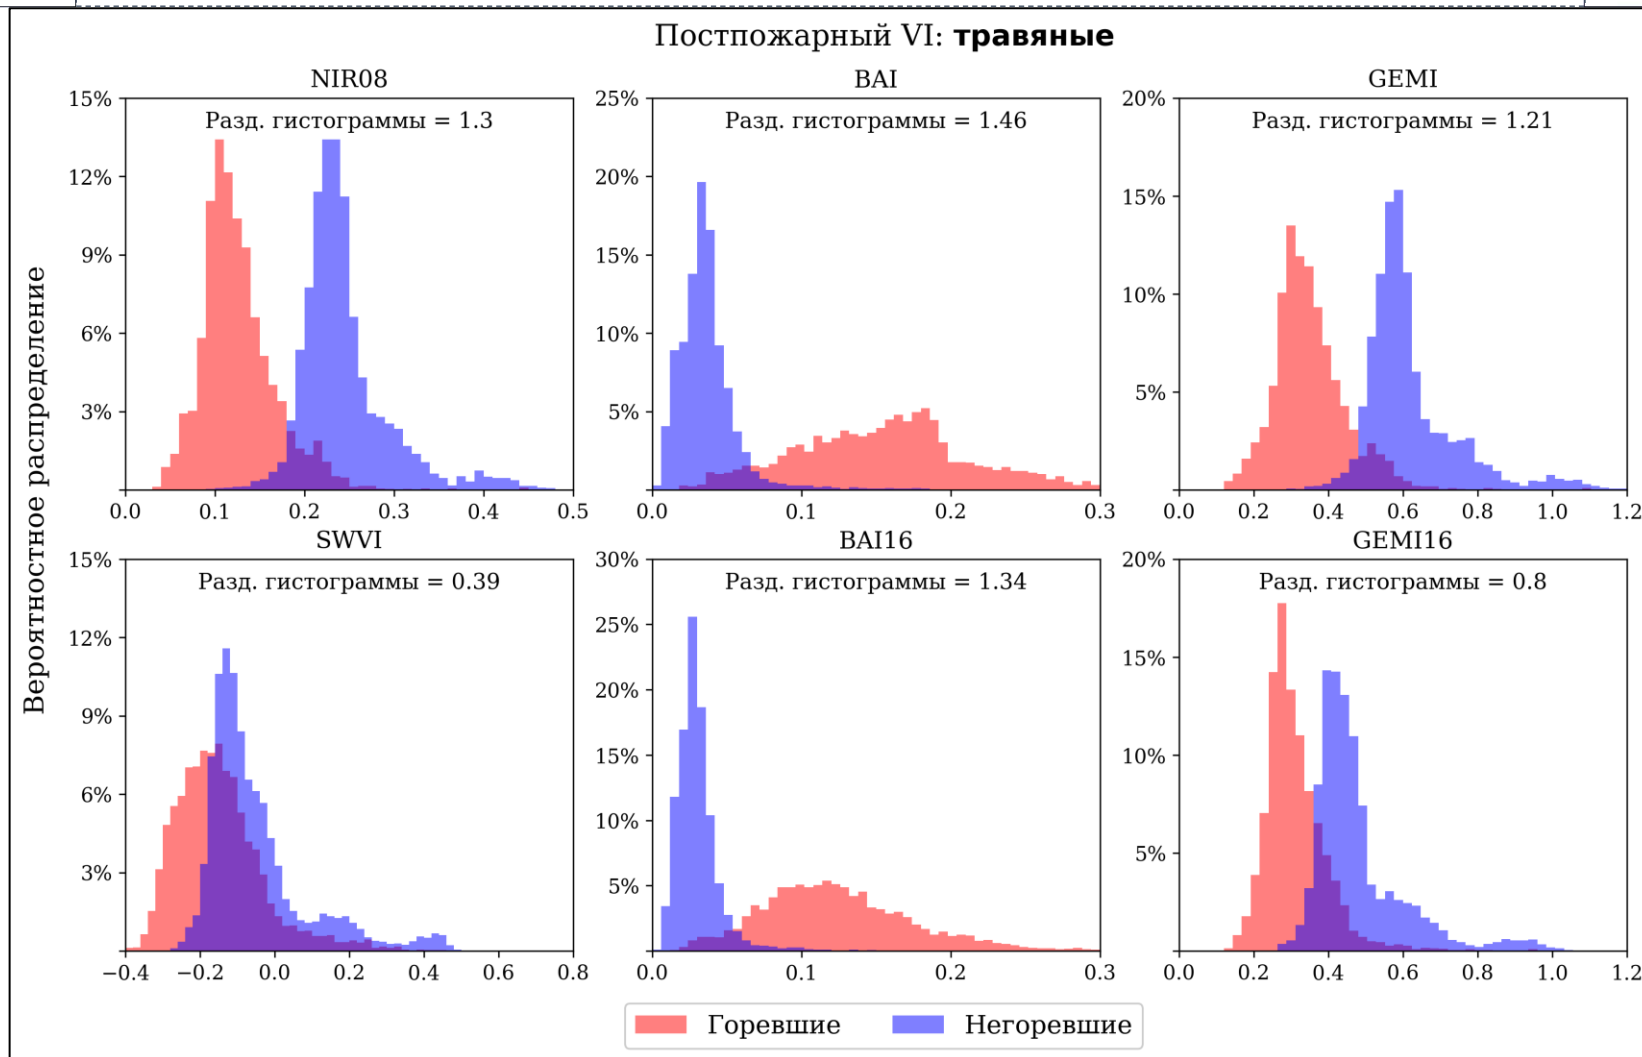 Постпожарный VI: травяные
Вероятностное распределение
NIR08
Разд. гистограммы = 1.3
15%
12%
9%
6%
3%
0.0 0.1 0.2 0.3 0.4 0.5
BAI
Разд. гистограммы = 1.46
25%
20%
15%
10%
5%
0.0 0.1 0.2 0.3
GEMI
Разд. гистограммы = 1.21
20%
15%
10%
5%
0.0 0.2 0.4 0.6 0.8 1.0 1.2
SWVI
Разд. гистограммы = 0.39
15%
12%
9%
6%
3%
−0.4 −0.2 0.0 0.2 0.4 0.6 0.8
BAI16
Разд. гистограммы = 1.34
30%
25%
20%
15%
10%
5%
0.0 0.1 0.2 0.3
GEMI16
Разд. гистограммы = 0.8
20%
15%
10%
5%
0.0 0.2 0.4 0.6 0.8 1.0 1.2
Горевшие Негоревшие